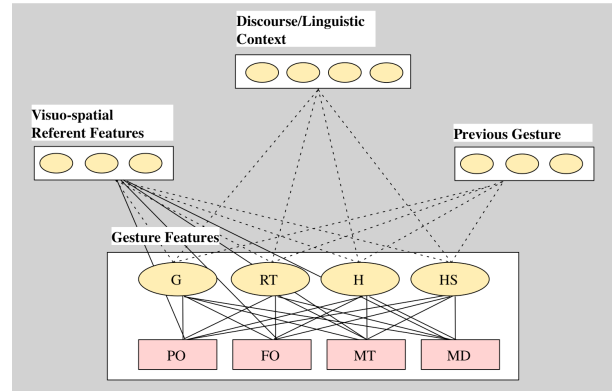 Discourse/Linguistic
Context
Visuo-spatial
Referent Features
Previous Gesture
Gesture Features
G RT H HS
PO FO MT MD